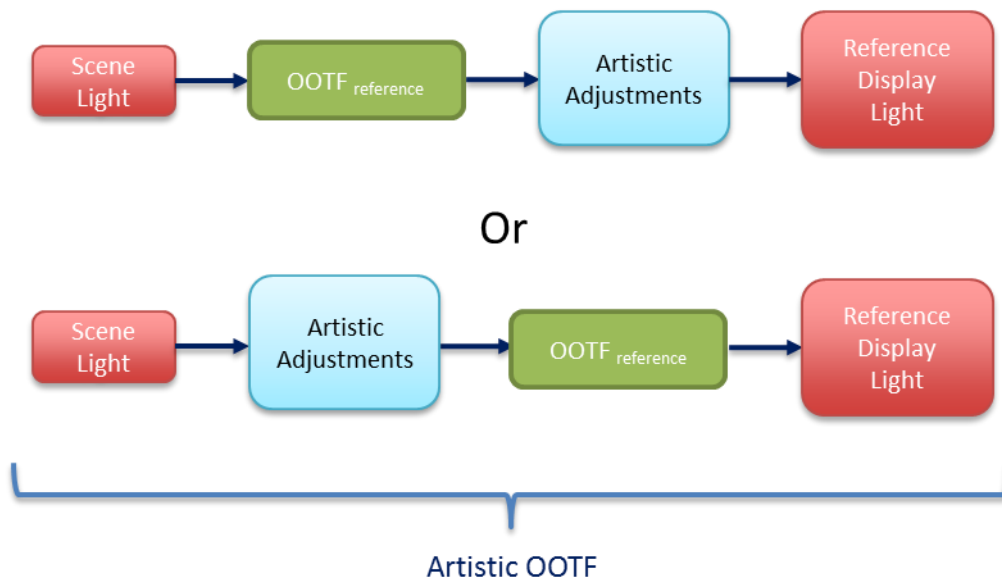 Scene
Light
OOTF reference
Artistic
Adjustments
Reference
Display
Light
Or
Scene
Light
Artistic
Adjustments
OOTF reference
Reference
Display
Light
Artistic OOTF